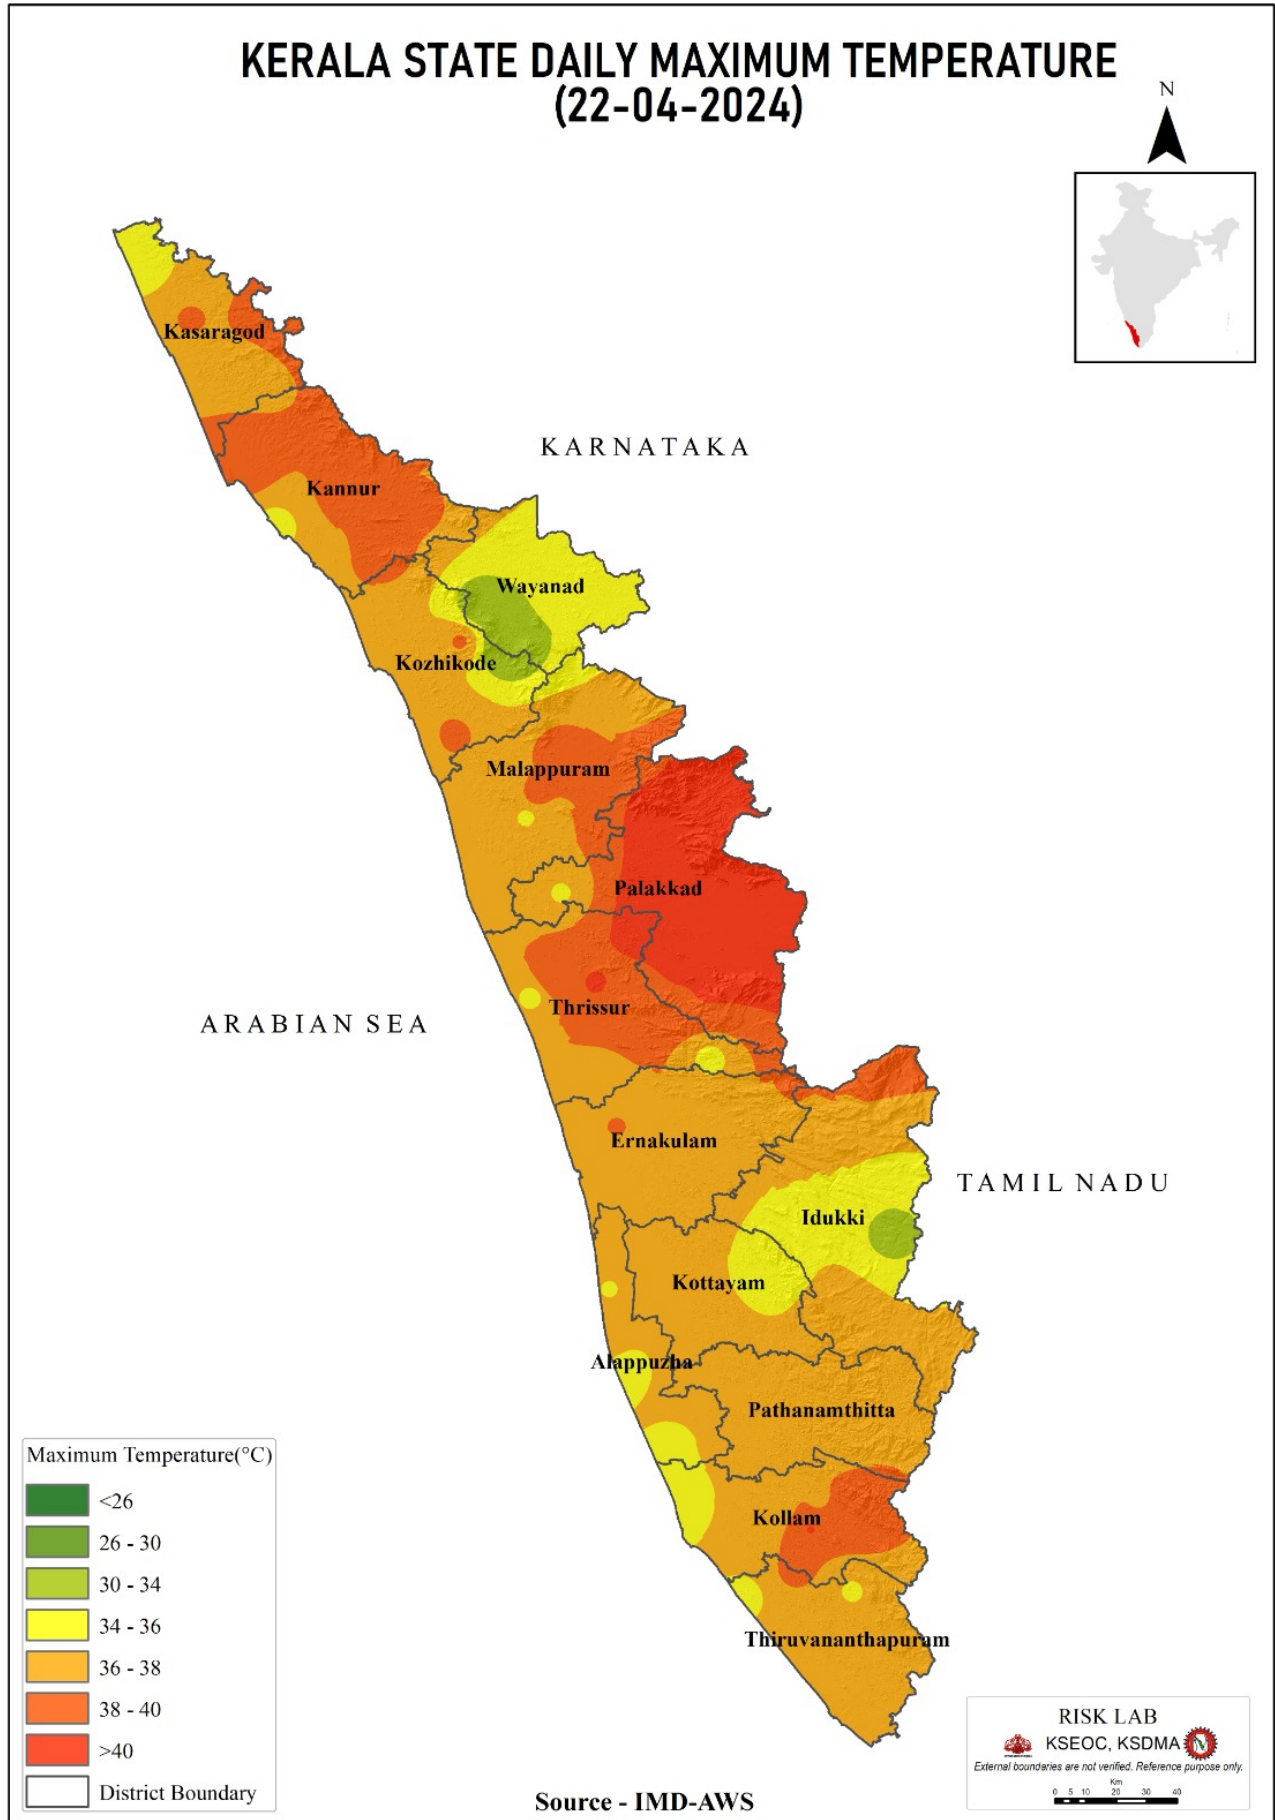 KERALA STATE DAILY MAXIMUM TEMPERATURE
(22-04-2024)
N
Kasaragod
KARNATAKA
Kannur
Wayanad
Kozhikode
Malappuram
Palakkad
Thrissur
ARABIAN SEA
Ernakulam
TAMIL NADU
Idukki
Kottayam
Alappuzha
Pathanamthitta
Kollam
Thiruvananthapuram
Maximum Temperature(°C)
<26
26 - 30
30 - 34
34 - 36
36 - 38
38 - 40
>40
District Boundary
RISK LAB
KSEOC, KSDMA
External boundaries are not verified. Reference purpose only.
Km
0 5 10 20 30 40
Source - IMD-AWS